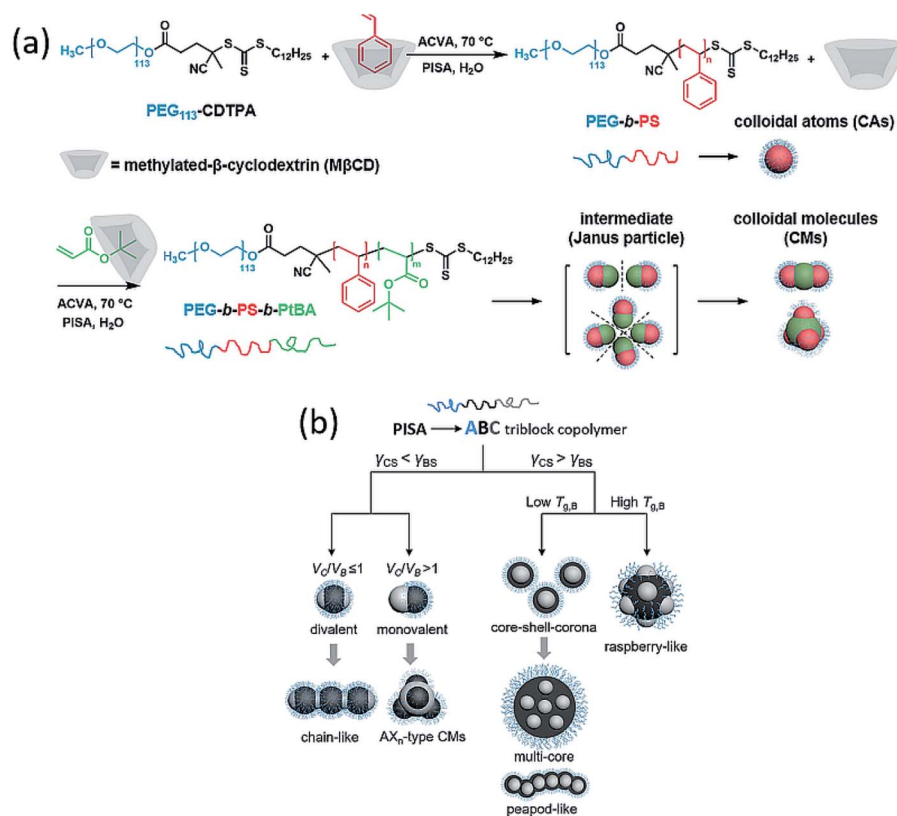 (a)
H₃C
O
113
O
O
CN
S
S
S
C₁₂H₂₅
+
ACVA, 70 °C
PISA, H₂O
H₃C
O
113
O
O
CN
n
S
S
S
C₁₂H₂₅
+
PEG₁₁₃-CDTPA
PEG-b-PS
colloidal atoms (CAs)
= methylated-β-cyclodextrin (MβCD)
O
O
ACVA, 70 °C
PISA, H₂O
H₃C
O
113
O
O
CN
n
m
O
O
S
S
S
C₁₂H₂₅
PEG-b-PS-b-PtBA
intermediate
(Janus particle)
colloidal molecules
(CMs)
(b)
PISA ABC triblock copolymer
γCS < γBS
γCS > γBS
Low Tg,B
High Tg,B
VC/VB ≤1
VC/VB >1
divalent
monovalent
core-shell-corona
raspberry-like
chain-like
AXn-type CMs
multi-core
peapod-like